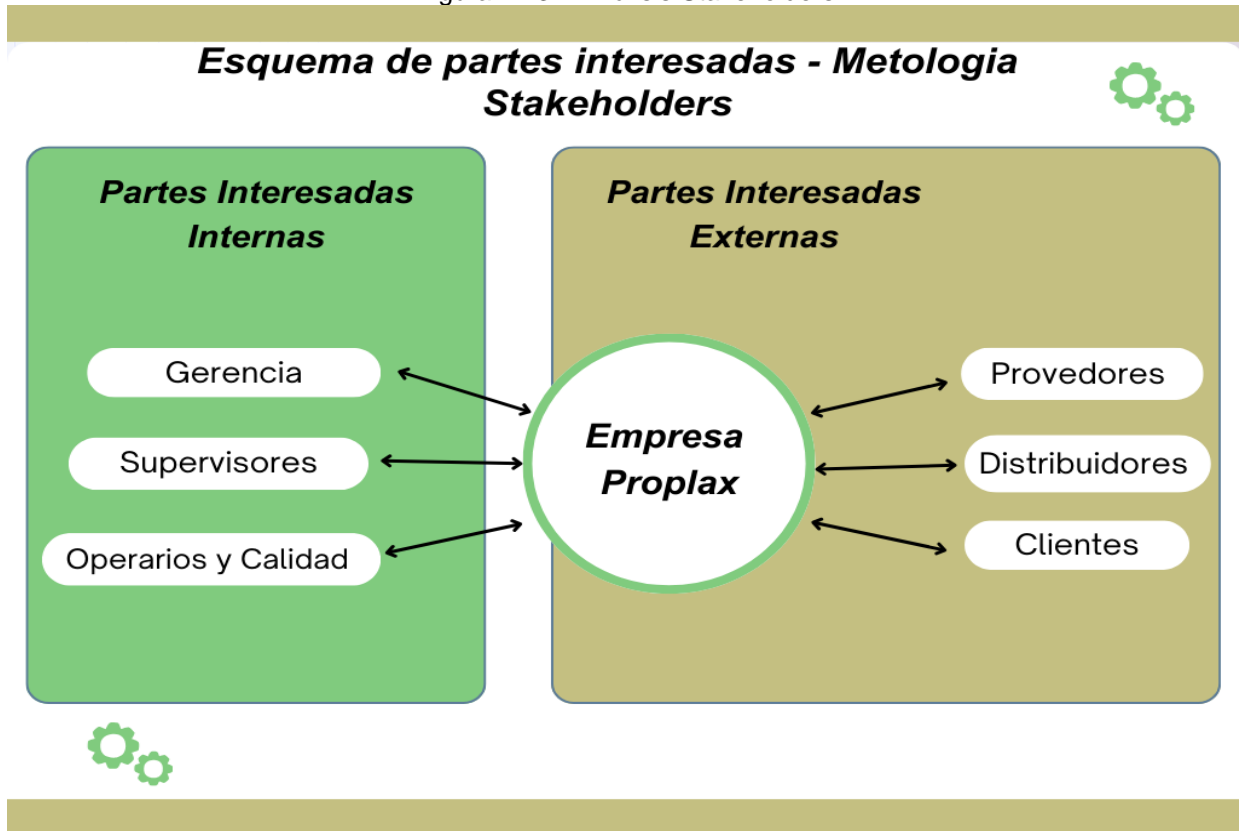 Esquema de partes interesadas - Metologia
Stakeholders
Partes Interesadas
Internas
Partes Interesadas
Externas
Gerencia
Supervisores
Operarios y Calidad
Empresa
Proplax
Provedores
Distribuidores
Clientes